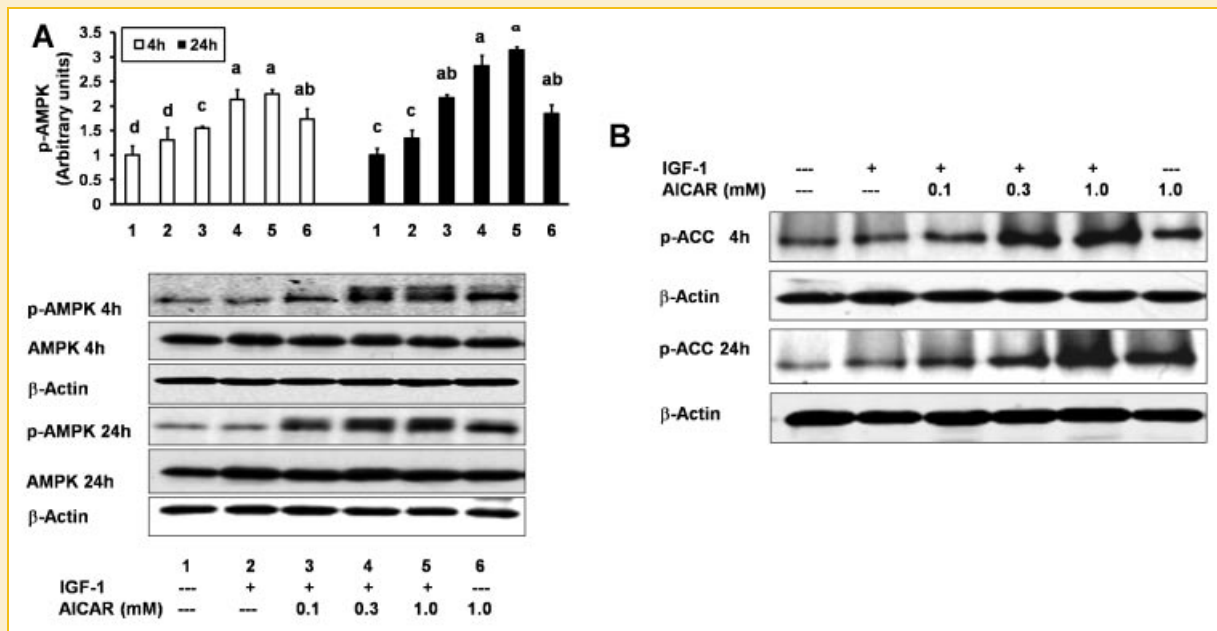 A
4h 24h
p-AMPK
(Arbitrary units)
3.5
3
2.5
2
1.5
1
0.5
0
d d c a a ab c c ab a a ab
1 2 3 4 5 6 1 2 3 4 5 6
p-AMPK 4h
AMPK 4h
β-Actin
p-AMPK 24h
AMPK 24h
β-Actin
1 2 3 4 5 6
IGF-1 --- + + + + ---
AICAR (mM) --- --- 0.1 0.3 1.0 1.0
B
IGF-1 --- + + + + ---
AICAR (mM) --- --- 0.1 0.3 1.0 1.0
p-ACC 4h
β-Actin
p-ACC 24h
β-Actin